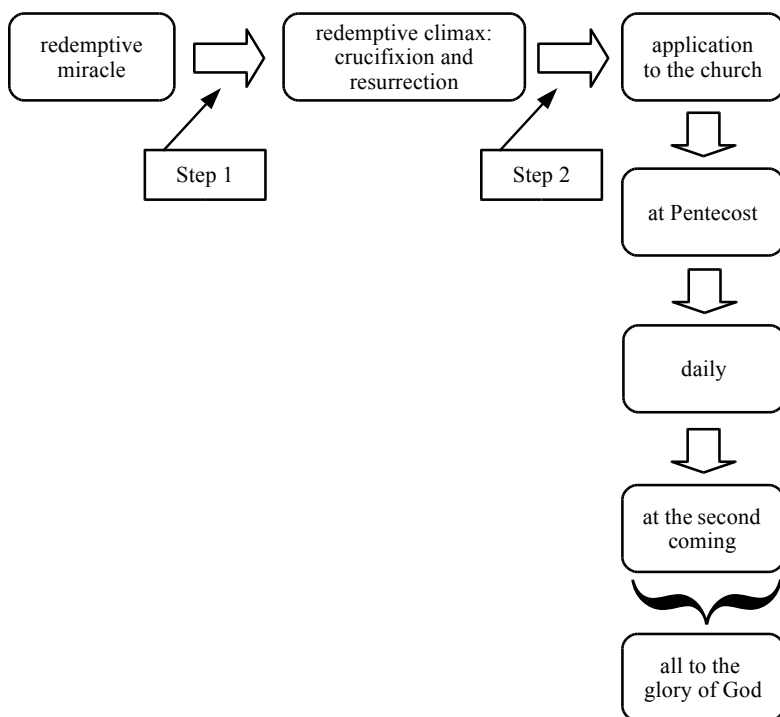 redemptive
miracle
redemptive climax:
crucifixion and
resurrection
application
to the church
Step 1
Step 2
at Pentecost
daily
at the second
coming
all to the
glory of God